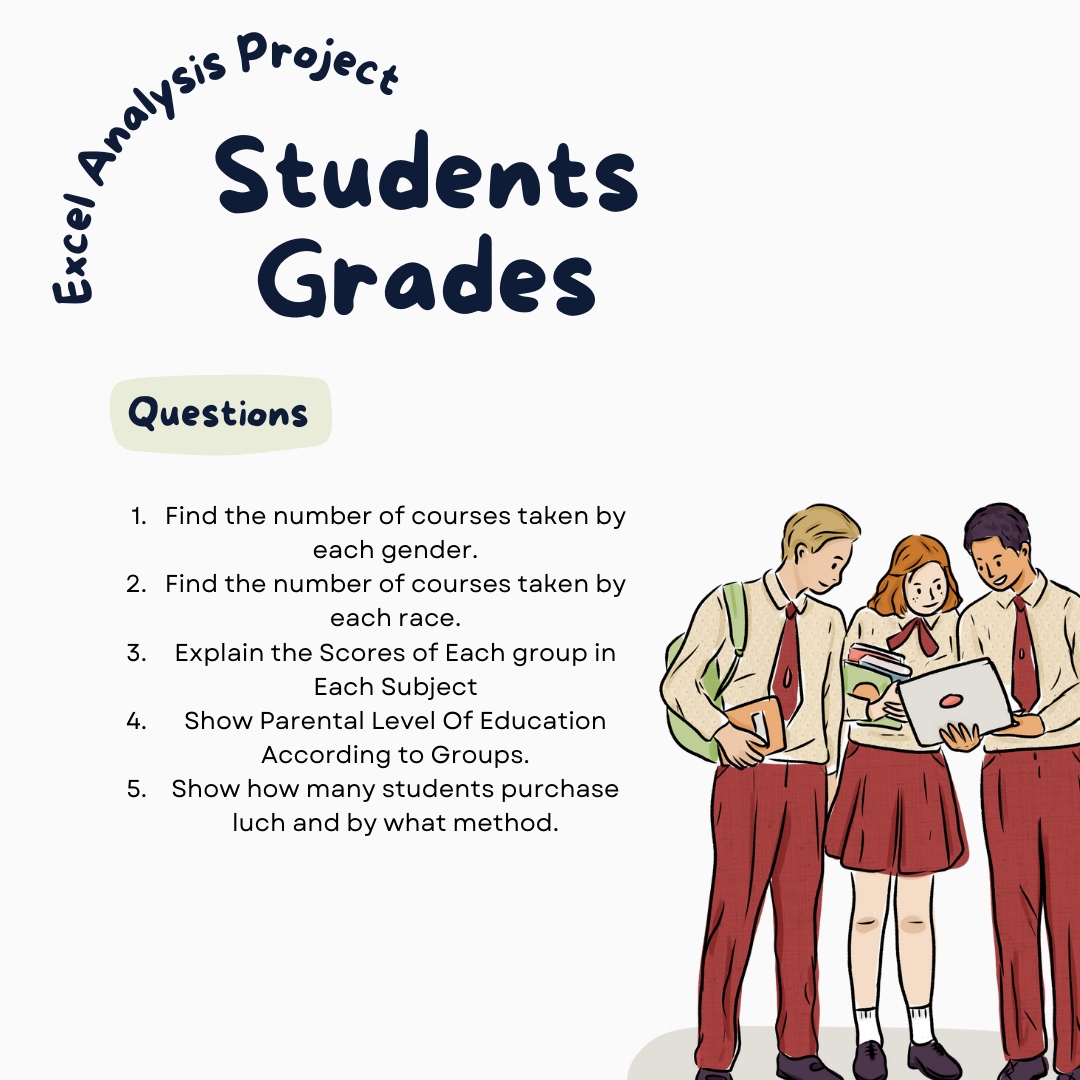 Excel Analysis Project
Students
Grades
Questions
1. Find the number of courses taken by
each gender.
2. Find the number of courses taken by
each race.
3. Explain the Scores of Each group in
Each Subject
4. Show Parental Level Of Education
According to Groups.
5. Show how many students purchase
luch and by what method.